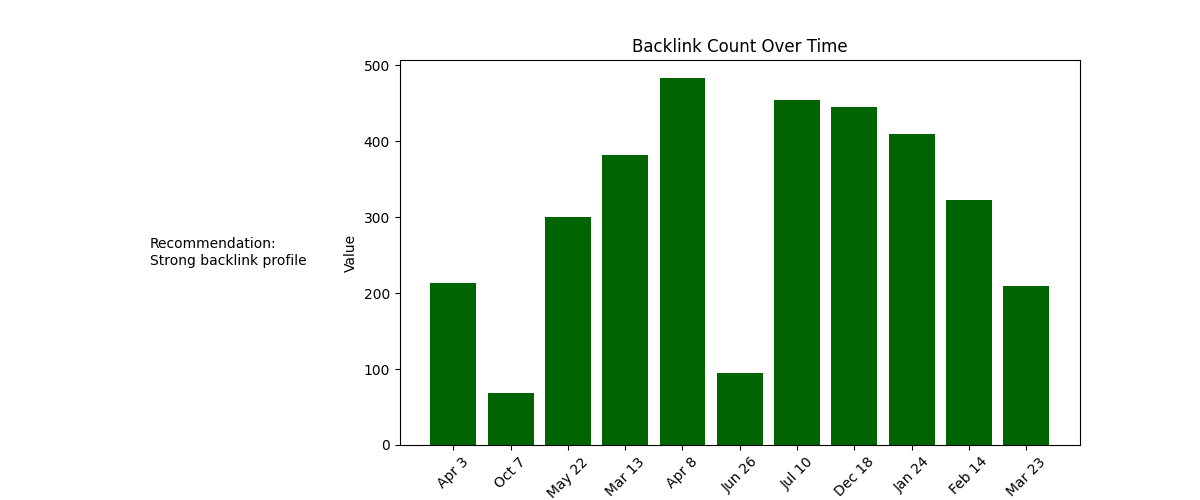 Backlink Count Over Time
Recommendation:
Strong backlink profile
Value
500
400
300
200
100
0
Apr 3
Oct 7
May 22
Mar 13
Apr 8
Jun 26
Jul 10
Dec 18
Jan 24
Feb 14
Mar 23